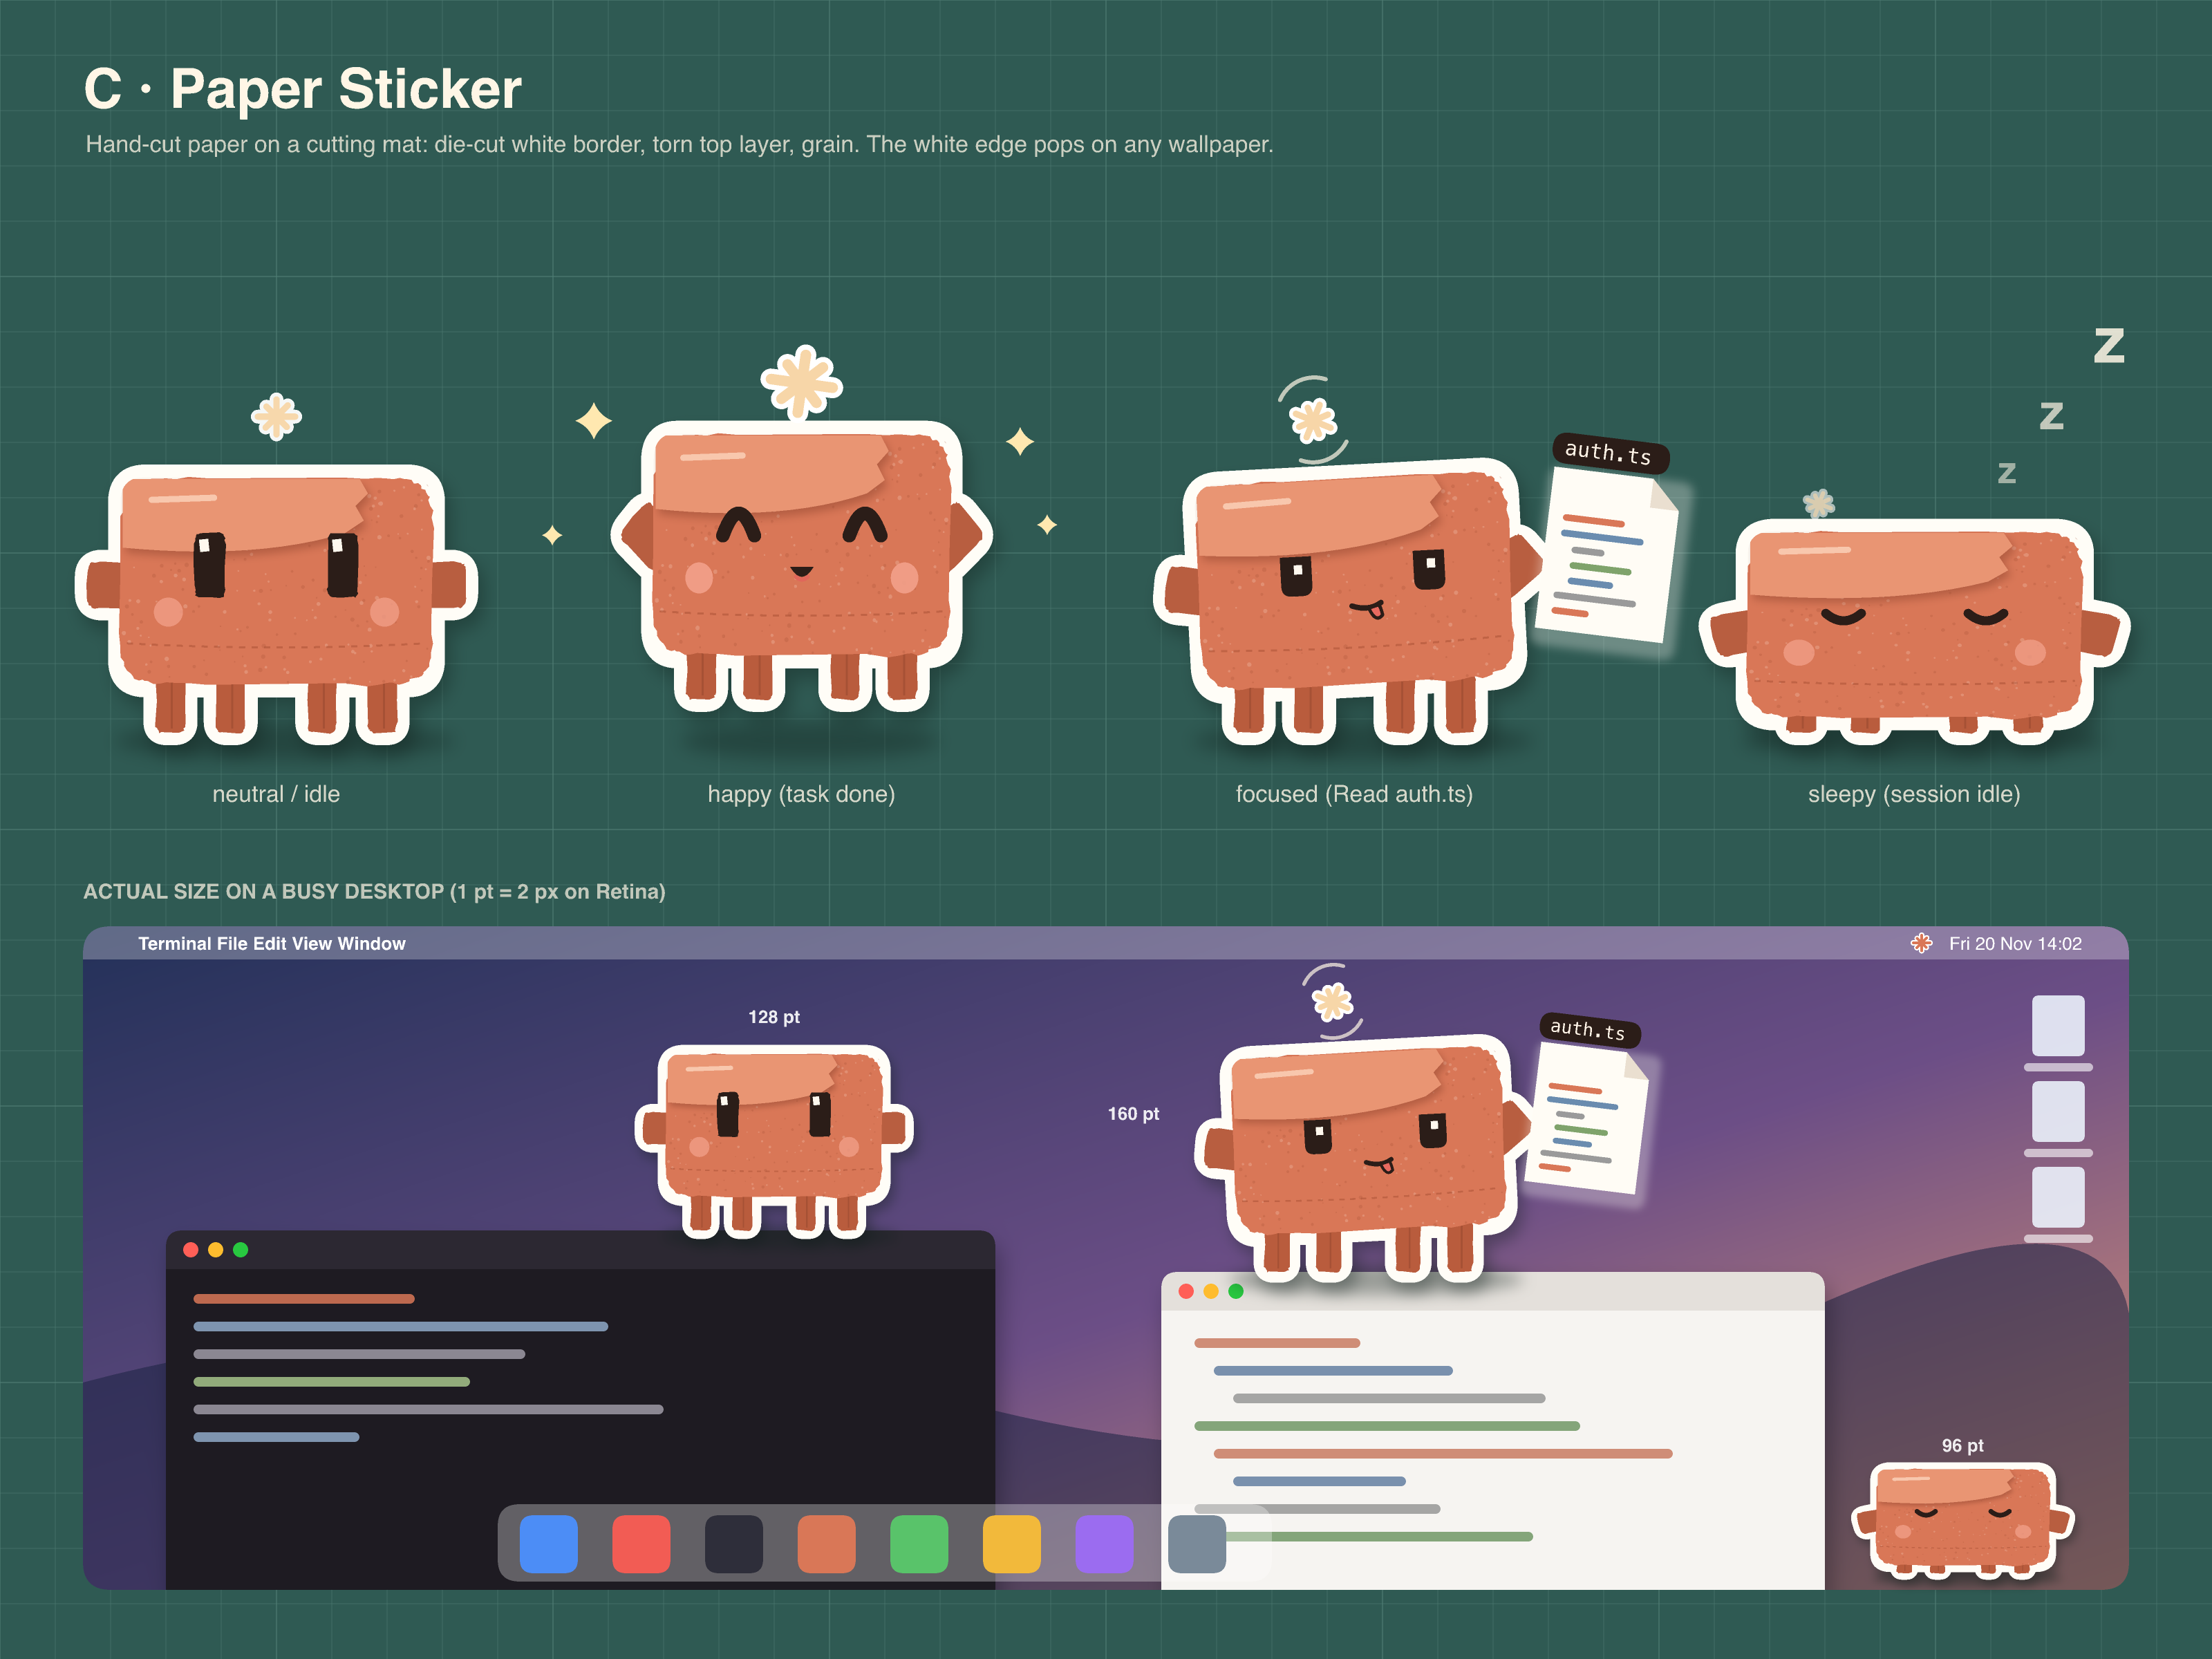 C · Paper Sticker
Hand-cut paper on a cutting mat: die-cut white border, torn top layer, grain. The white edge pops on any wallpaper.
z
z
z
auth.ts
neutral / idle
happy (task done)
focused (Read auth.ts)
sleepy (session idle)
ACTUAL SIZE ON A BUSY DESKTOP (1 pt = 2 px on Retina)
Terminal File Edit View Window
Fri 20 Nov 14:02
128 pt
auth.ts
160 pt
96 pt